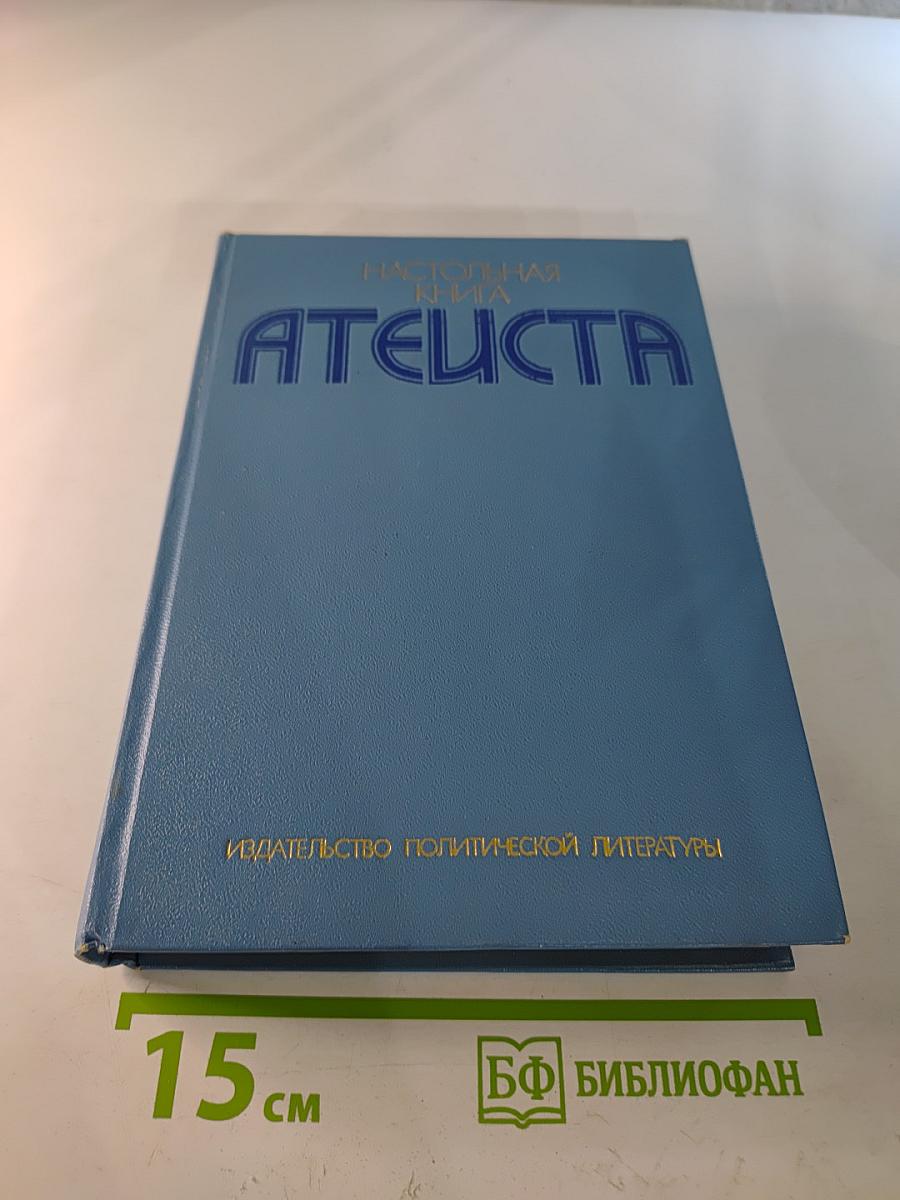 НАСТОЛЬНАЯ
КНИГА
АТЕИСТА
ИЗДАТЕЛЬСТВО ПОЛИТИЧЕСКОЙ ЛИТЕРАТУРЫ
15 см
БФ БИБЛИОФАН